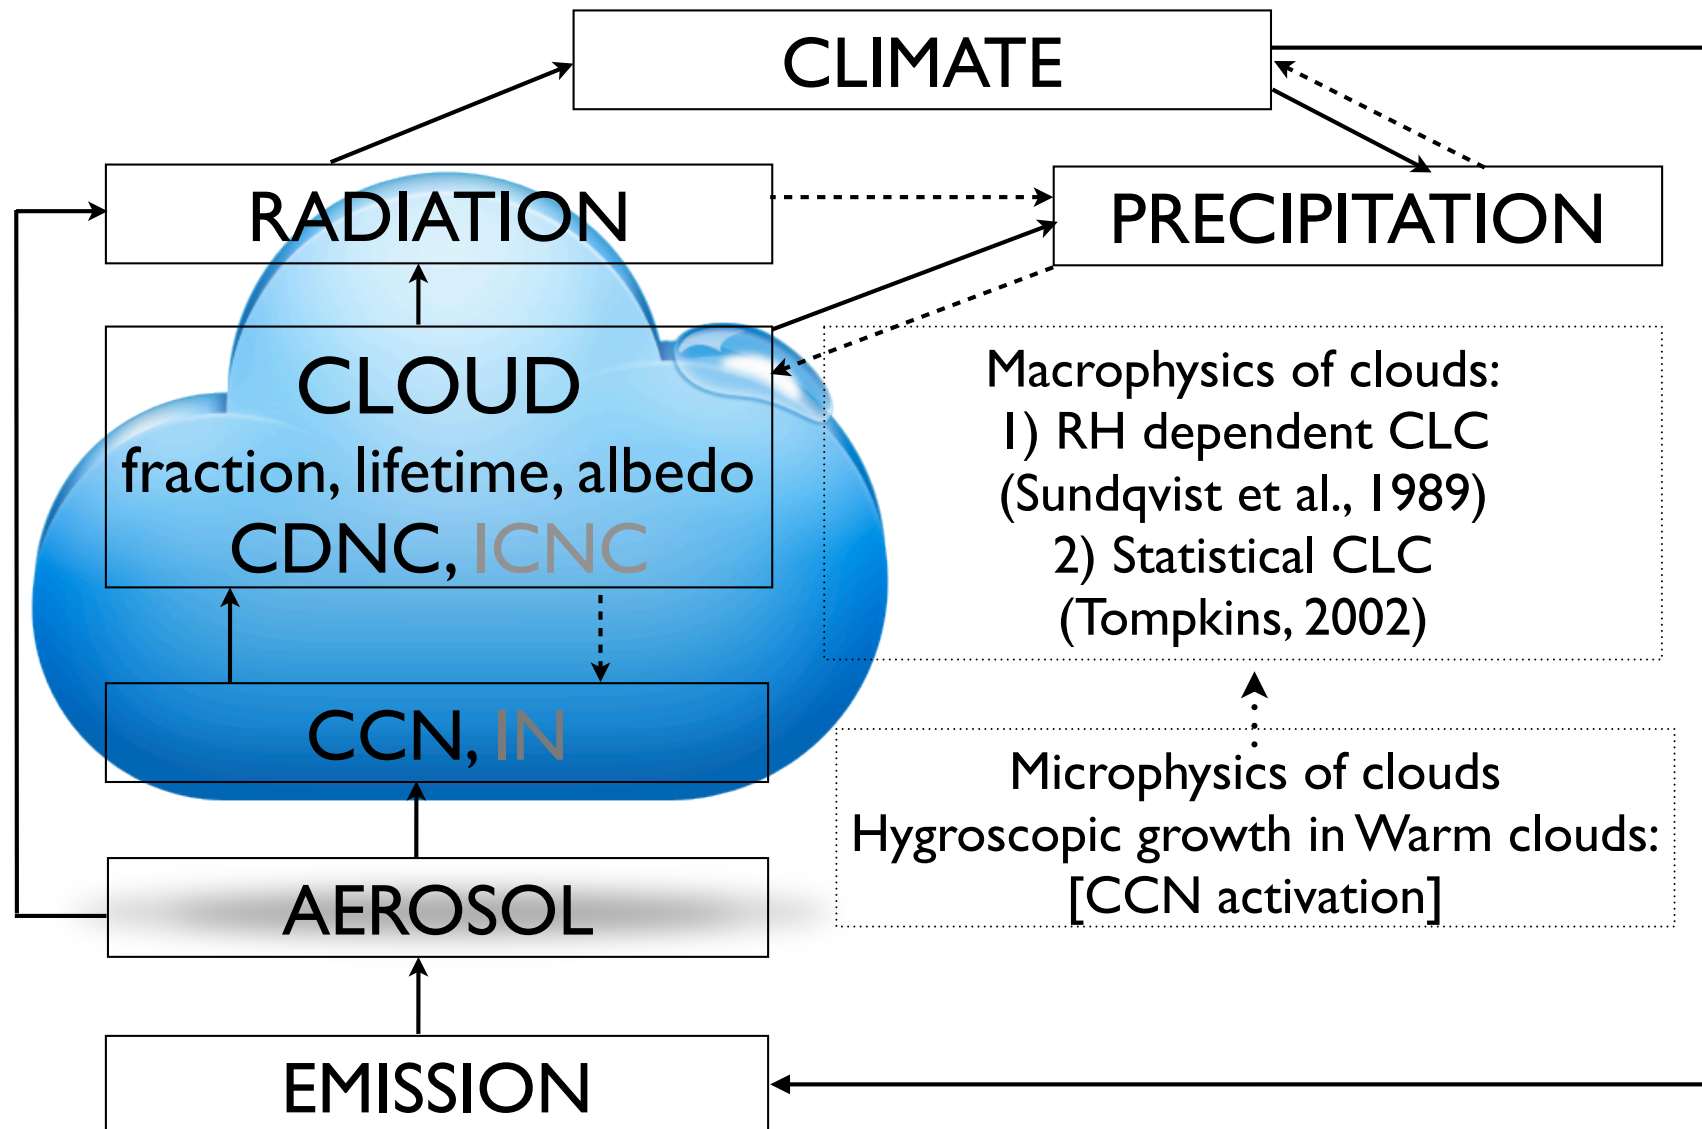 CLIMATE
RADIATION
PRECIPITATION
CLOUD
fraction, lifetime, albedo
CDNC, ICNC
Macrophysics of clouds:
1) RH dependent CLC
(Sundqvist et al., 1989)
2) Statistical CLC
(Tompkins, 2002)
CCN, IN
Microphysics of clouds
Hygroscopic growth in Warm clouds:
[CCN activation]
AEROSOL
EMISSION